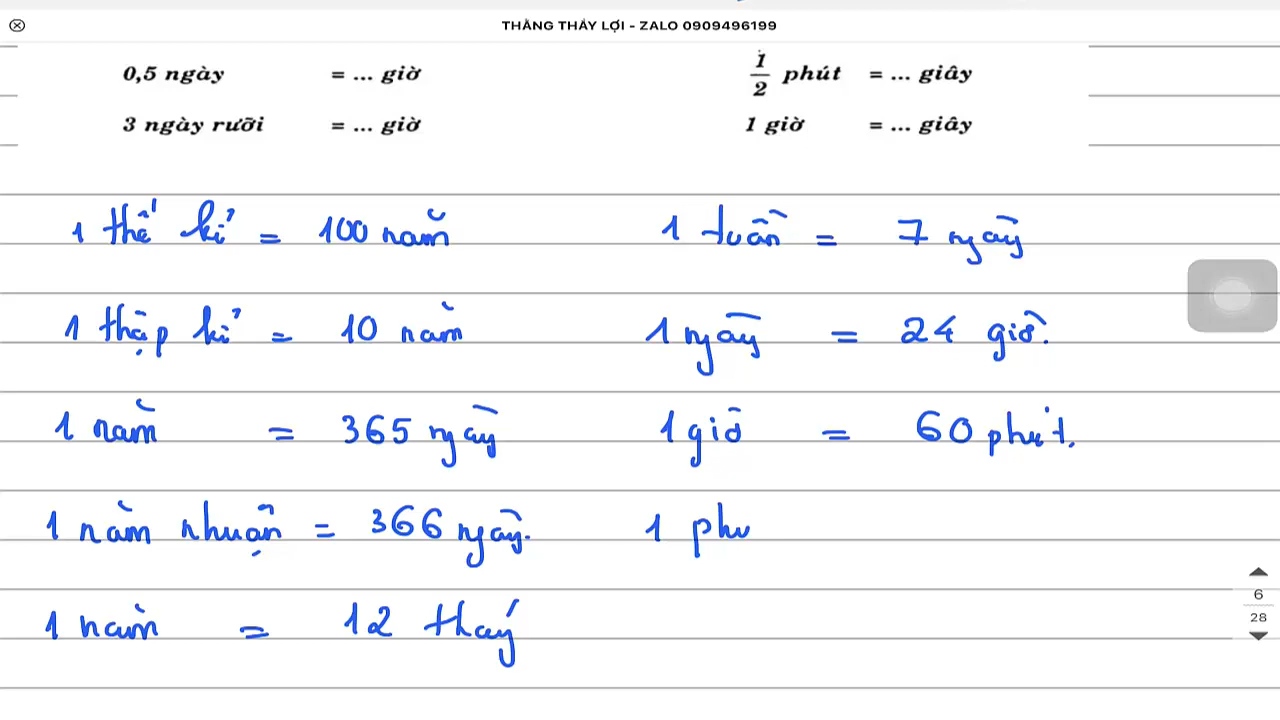 THẦNG THẦY LỢI - ZALO 0909496199
0,5 ngày = ... giờ
1/2 phút = ... giây
3 ngày rưỡi = ... giờ
1 giờ = ... giây
1 thế kỉ = 100 năm
1 tuần = 7 ngày
1 thập kỉ = 10 năm
1 ngày = 24 giờ.
1 năm = 365 ngày
1 giờ = 60 phút.
1 năm nhuận = 366 ngày.
1 phu
1 năm = 12 tháng
6
28